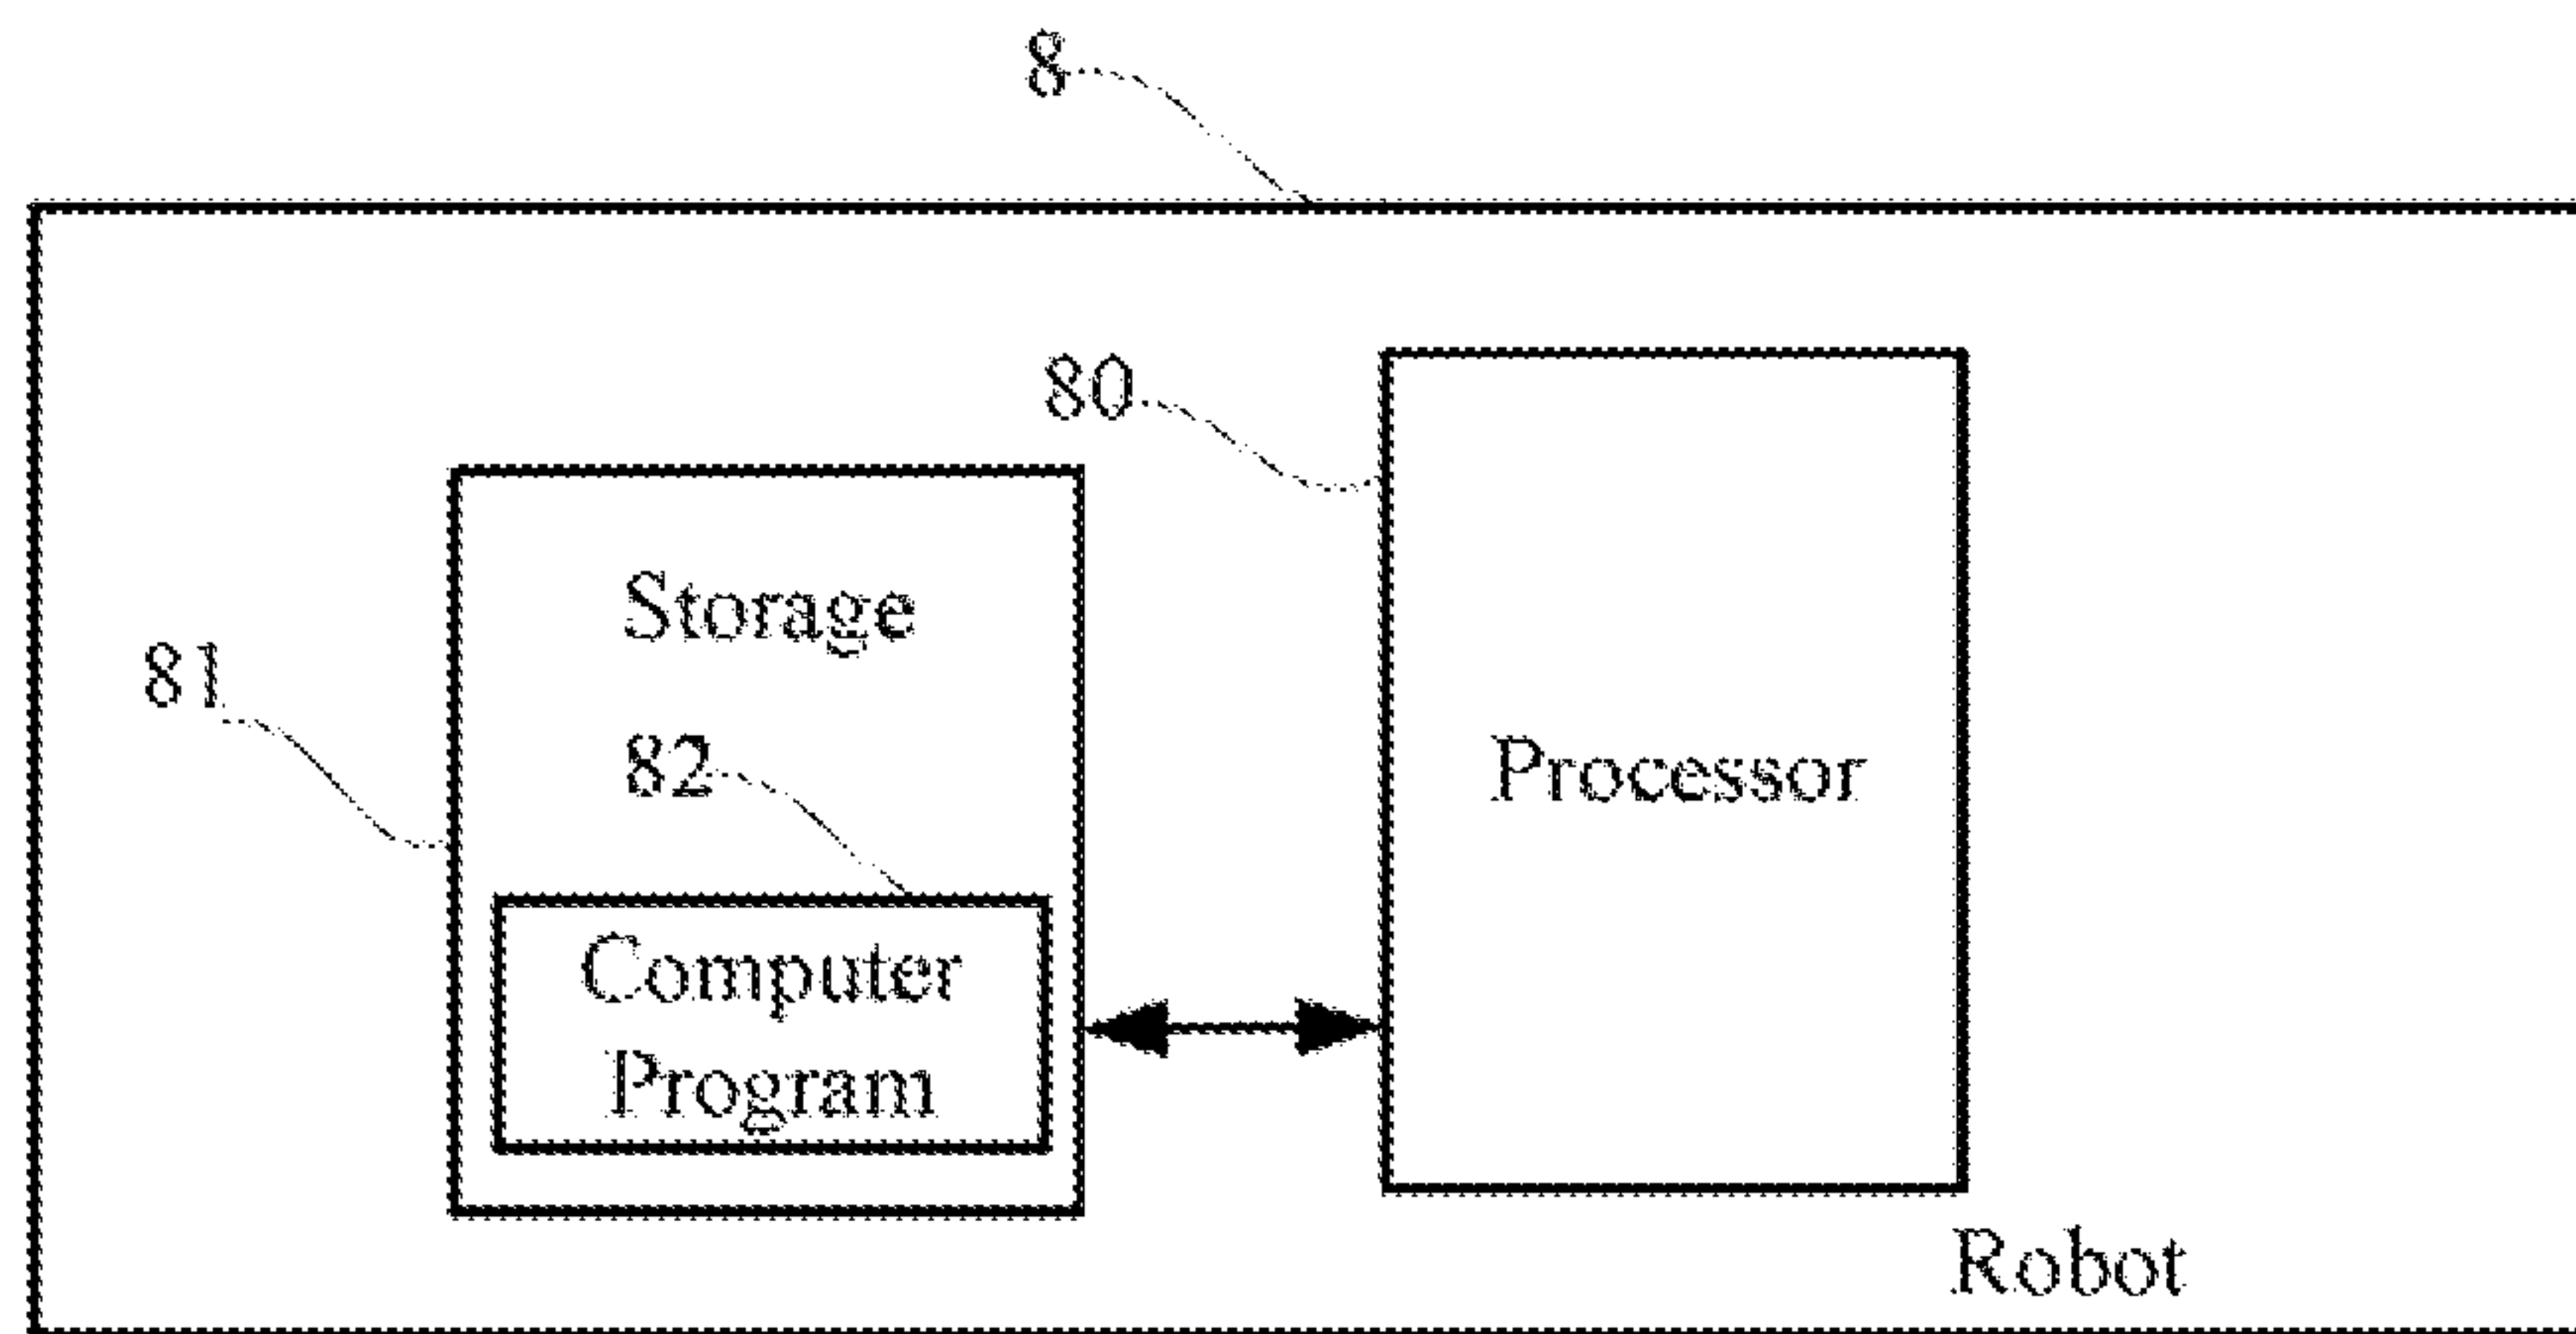 8
80
Storage
81
82
Processor
Computer
Program
Robot